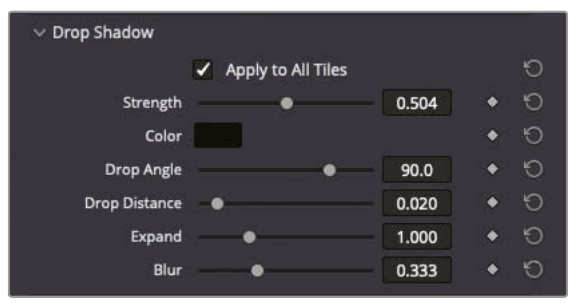 Drop Shadow
Apply to All Tiles
Strength 0.504
Color
Drop Angle 90.0
Drop Distance 0.020
Expand 1.000
Blur 0.333